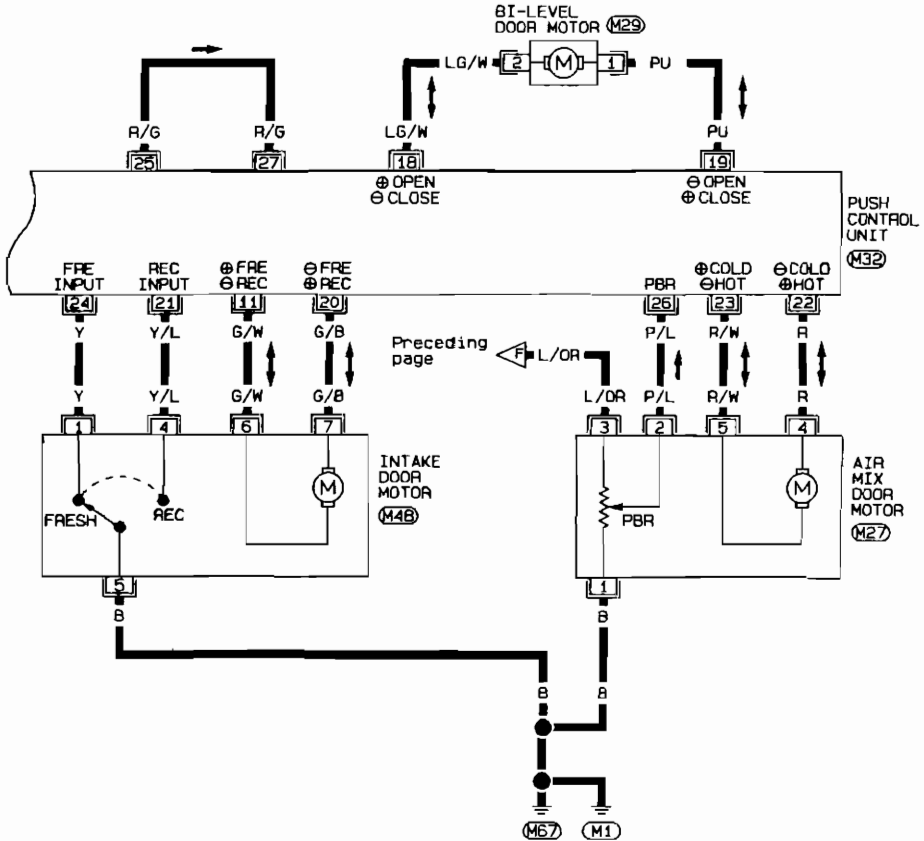 BI-LEVEL
DOOR MOTOR M29
LG/W 2 M 1 PU
R/G R/G LG/W PU
25 27 18 19
⊕ OPEN
⊖ CLOSE
⊖ OPEN
⊕ CLOSE
PUSH
CONTROL
UNIT
M32
FRE
INPUT
REC
INPUT
⊕ FRE
⊖ REC
⊖ FRE
⊕ REC
PBR
⊕ COLD
⊖ HOT
⊖ COLD
⊕ HOT
24 21 11 20 26 23 22
Y Y/L G/W G/B P/L R/W R
Preceding
page
F L/OR
Y Y/L G/W G/B L/OR P/L R/W R
1 4 6 7 3 2 5 4
FRESH REC
M
INTAKE
DOOR
MOTOR
M48
PBR
M
AIR
MIX
DOOR
MOTOR
M27
5 1
B B
B B
M67 M1